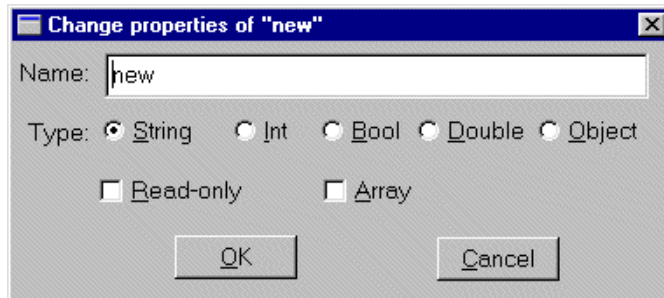 Change properties of "new"
Name: new
Type: String Int Bool Double Object
Read-only Array
OK Cancel